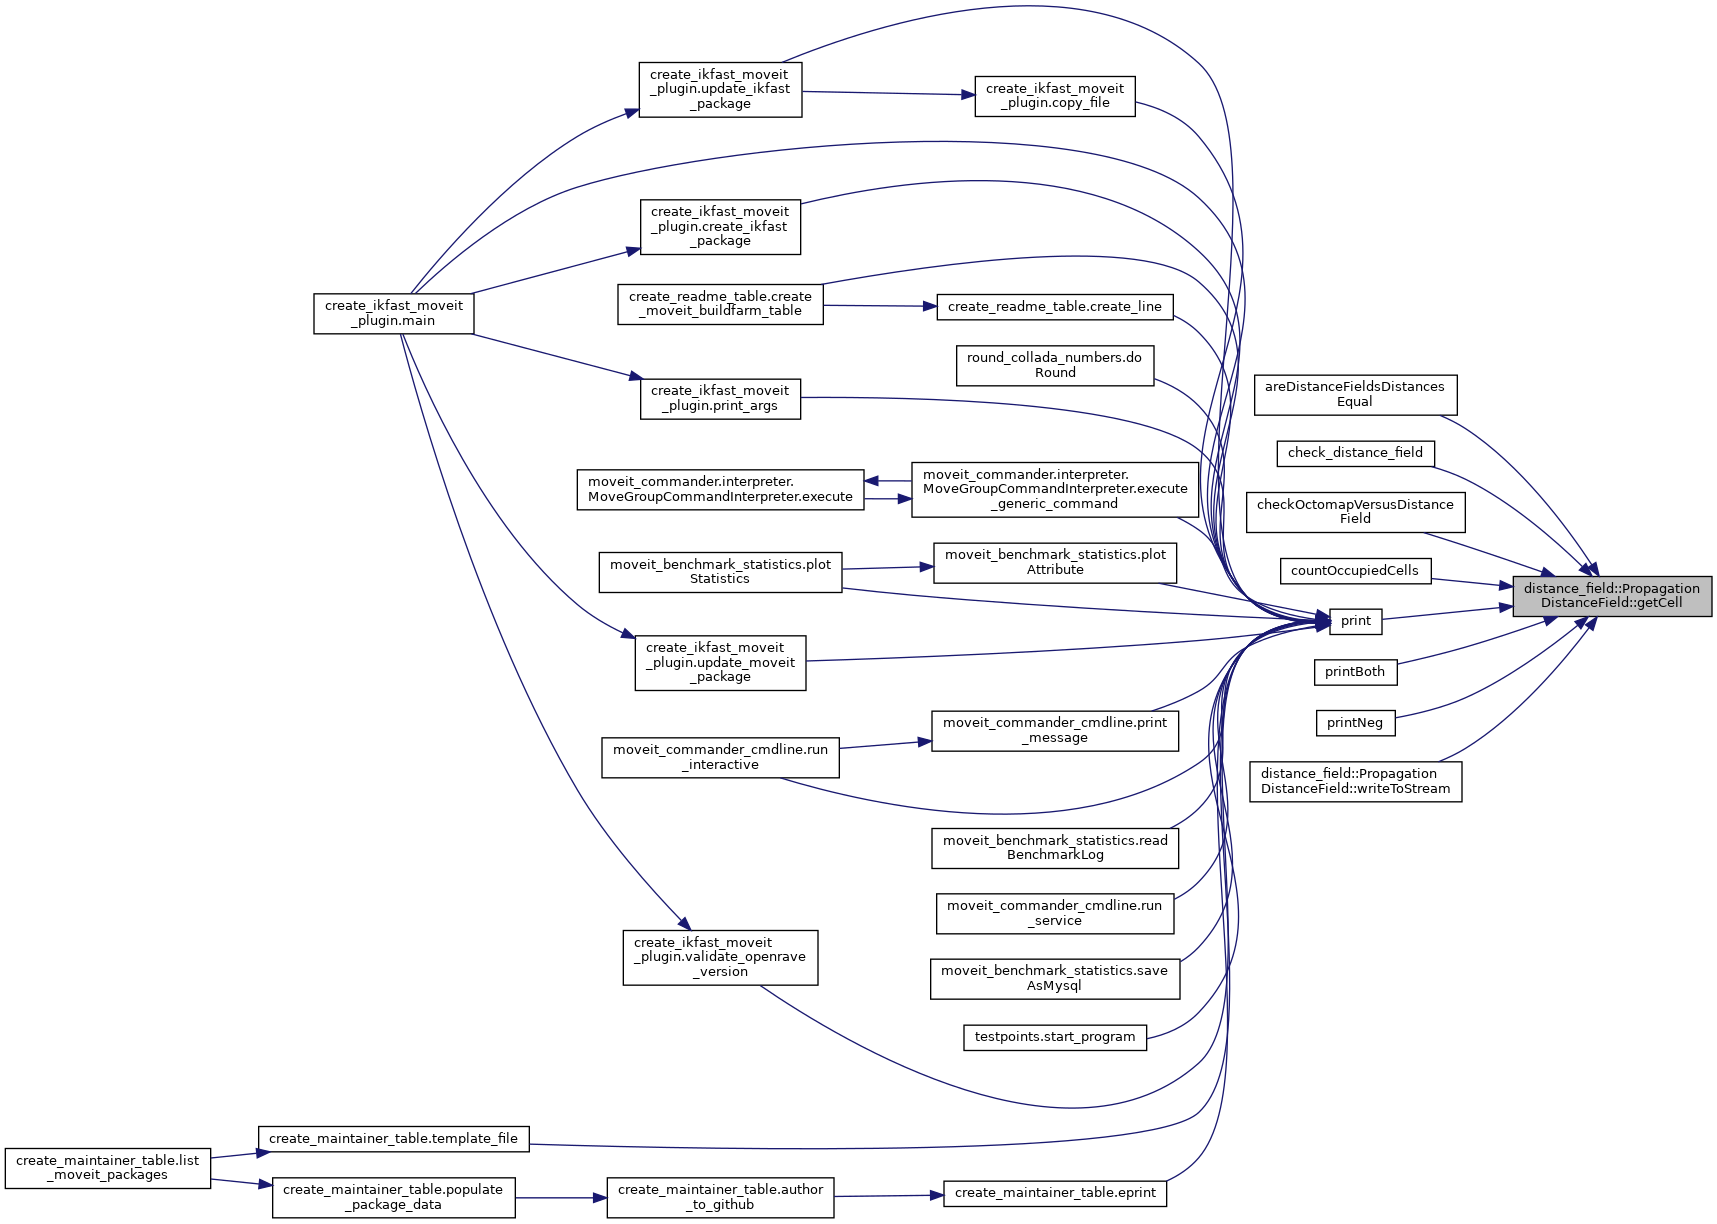 create_ikfast_moveit
_plugin.update_ikfast
_package
create_ikfast_moveit
_plugin.copy_file
create_ikfast_moveit
_plugin.create_ikfast
_package
create_readme_table.create
_moveit_buildfarm_table
create_readme_table.create_line
create_ikfast_moveit
_plugin.main
round_collada_numbers.do
Round
create_ikfast_moveit
_plugin.print_args
areDistanceFieldsDistances
Equal
check_distance_field
moveit_commander.interpreter.
MoveGroupCommandInterpreter.execute
moveit_commander.interpreter.
MoveGroupCommandInterpreter.execute
_generic_command
checkOctomapVersusDistance
Field
moveit_benchmark_statistics.plot
Statistics
moveit_benchmark_statistics.plot
Attribute
countOccupiedCells
distance_field::Propagation
DistanceField::getCell
print
create_ikfast_moveit
_plugin.update_moveit
_package
printBoth
printNeg
moveit_commander_cmdline.print
_message
moveit_commander_cmdline.run
_interactive
distance_field::Propagation
DistanceField::writeToStream
moveit_benchmark_statistics.read
BenchmarkLog
moveit_commander_cmdline.run
_service
create_ikfast_moveit
_plugin.validate_openrave
_version
moveit_benchmark_statistics.save
AsMysql
testpoints.start_program
create_maintainer_table.template_file
create_maintainer_table.list
_moveit_packages
create_maintainer_table.populate
_package_data
create_maintainer_table.author
_to_github
create_maintainer_table.eprint